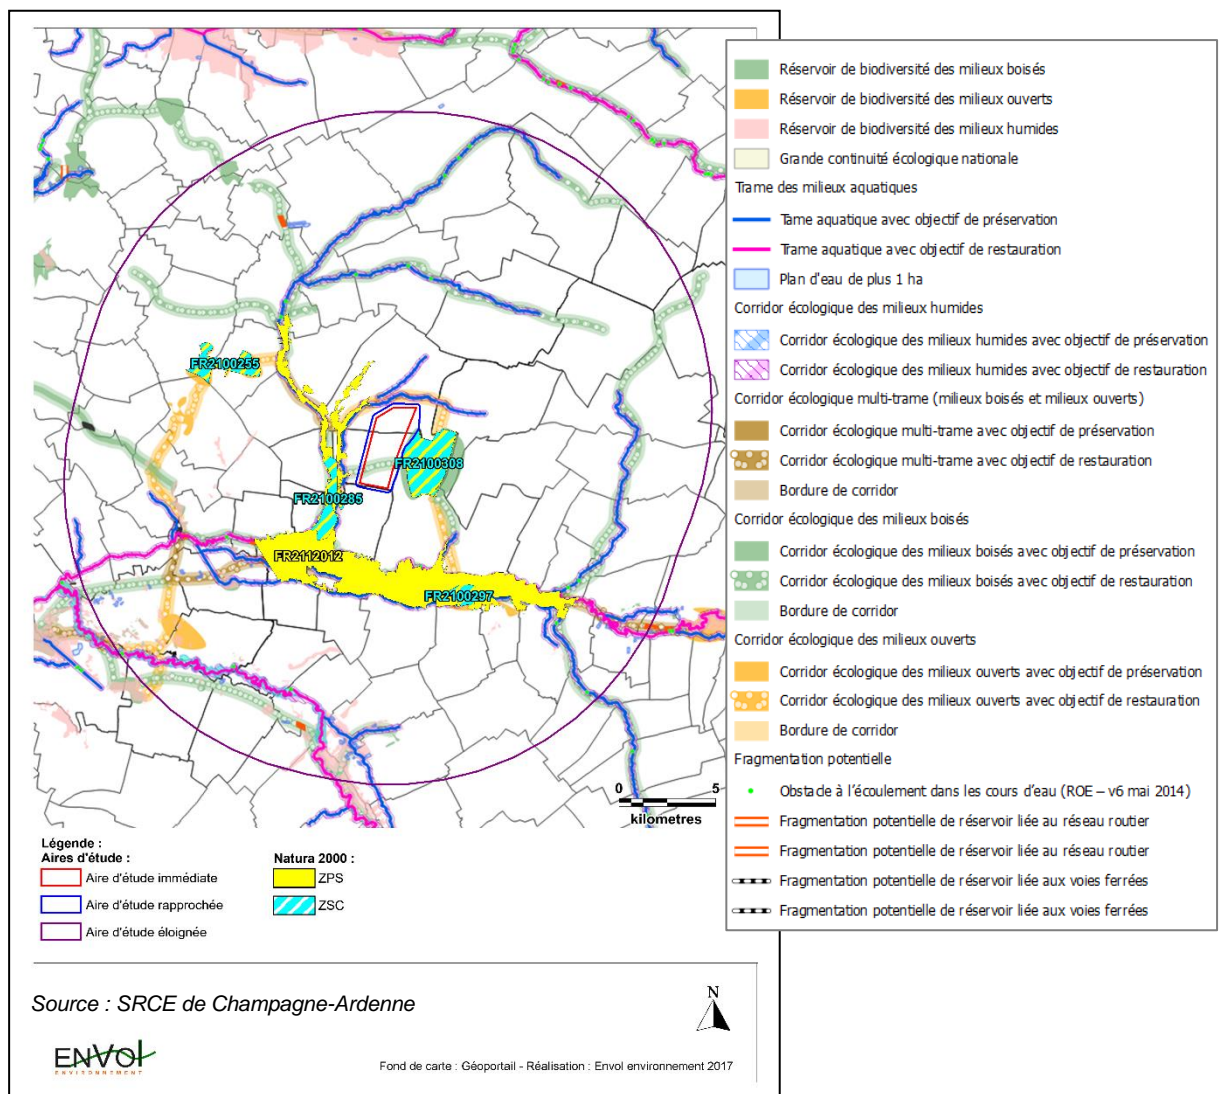 FR2100255
FR2100308
FR2100285
FR2112012
FR2100297
0 5
kilometres
Légende :
Aires d'étude :
Aire d'étude immédiate
Aire d'étude rapprochée
Aire d'étude éloignée
Natura 2000 :
ZPS
ZSC
Réservoir de biodiversité des milieux boisés
Réservoir de biodiversité des milieux ouverts
Réservoir de biodiversité des milieux humides
Grande continuité écologique nationale
Trame des milieux aquatiques
Tame aquatique avec objectif de préservation
Trame aquatique avec objectif de restauration
Plan d'eau de plus 1 ha
Corridor écologique des milieux humides
Corridor écologique des milieux humides avec objectif de préservation
Corridor écologique des milieux humides avec objectif de restauration
Corridor écologique multi-trame (milieux boisés et milieux ouverts)
Corridor écologique multi-trame avec objectif de préservation
Corridor écologique multi-trame avec objectif de restauration
Bordure de corridor
Corridor écologique des milieux boisés
Corridor écologique des milieux boisés avec objectif de préservation
Corridor écologique des milieux boisés avec objectif de restauration
Bordure de corridor
Corridor écologique des milieux ouverts
Corridor écologique des milieux ouverts avec objectif de préservation
Corridor écologique des milieux ouverts avec objectif de restauration
Bordure de corridor
Fragmentation potentielle
Obstacle à l'écoulement dans les cours d'eau (ROE – v6 mai 2014)
Fragmentation potentielle de réservoir liée au réseau routier
Fragmentation potentielle de réservoir liée au réseau routier
Fragmentation potentielle de réservoir liée aux voies ferrées
Fragmentation potentielle de réservoir liée aux voies ferrées
Source : SRCE de Champagne-Ardenne
N
ENVOl
ENVIRONNEMENT
Fond de carte : Géoportail - Réalisation : Envol environnement 2017